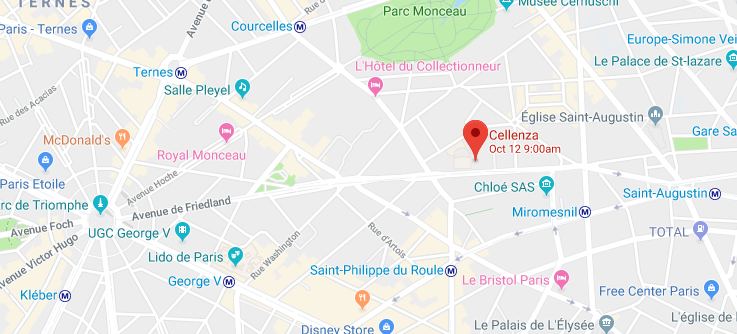 TERNES
Paris - Ternes
Avenue de
Courcelles
Parc Monceau
Musée Cernuschi
Europe-Simone Vei
Le Palace de St-lazare
Ternes
Salle Pleyel
L'Hôtel du Collectionneur
Rue des Acacias
McDonald's
Royal Monceau
Cellenza
Oct 12 9:00am
Église Saint-Augustin
Gare Sa
Paris Etoile
Avenue Hoche
Chloé SAS
Saint-Augustin
Arc de Triomphe
Avenue de Friedland
Miromesnil
Avenue Foch
UGC George V
Avenue Victor Hugo
Lido de Paris
Rue Washington
Rue d'Artois
TOTAL
George V
Saint-Philippe du Roule
Le Bristol Paris
Kléber
Free Center Paris
Disney Store
Le Palais de L'Élysée
L'église d